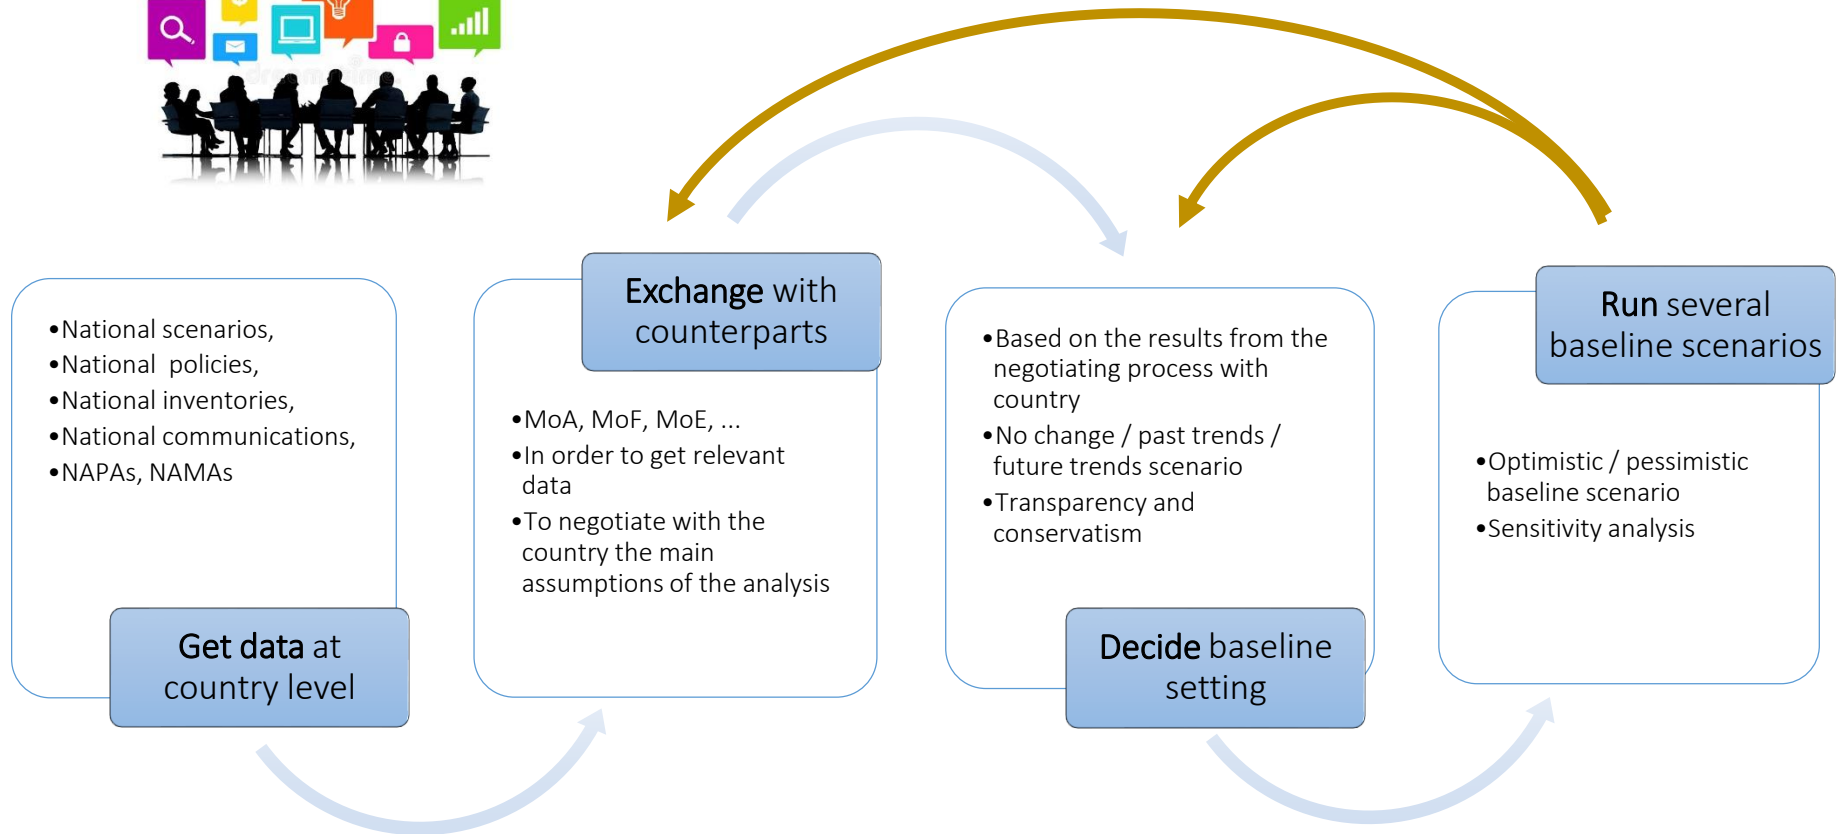 •National scenarios,
•National policies,
•National inventories,
•National communications,
•NAPAs, NAMAs
Get data at
country level
Exchange with
counterparts
•MoA, MoF, MoE, ...
•In order to get relevant
data
•To negotiate with the
country the main
assumptions of the analysis
•Based on the results from the
negotiating process with
country
•No change / past trends /
future trends scenario
•Transparency and
conservatism
Decide baseline
setting
Run several
baseline scenarios
•Optimistic / pessimistic
baseline scenario
•Sensitivity analysis